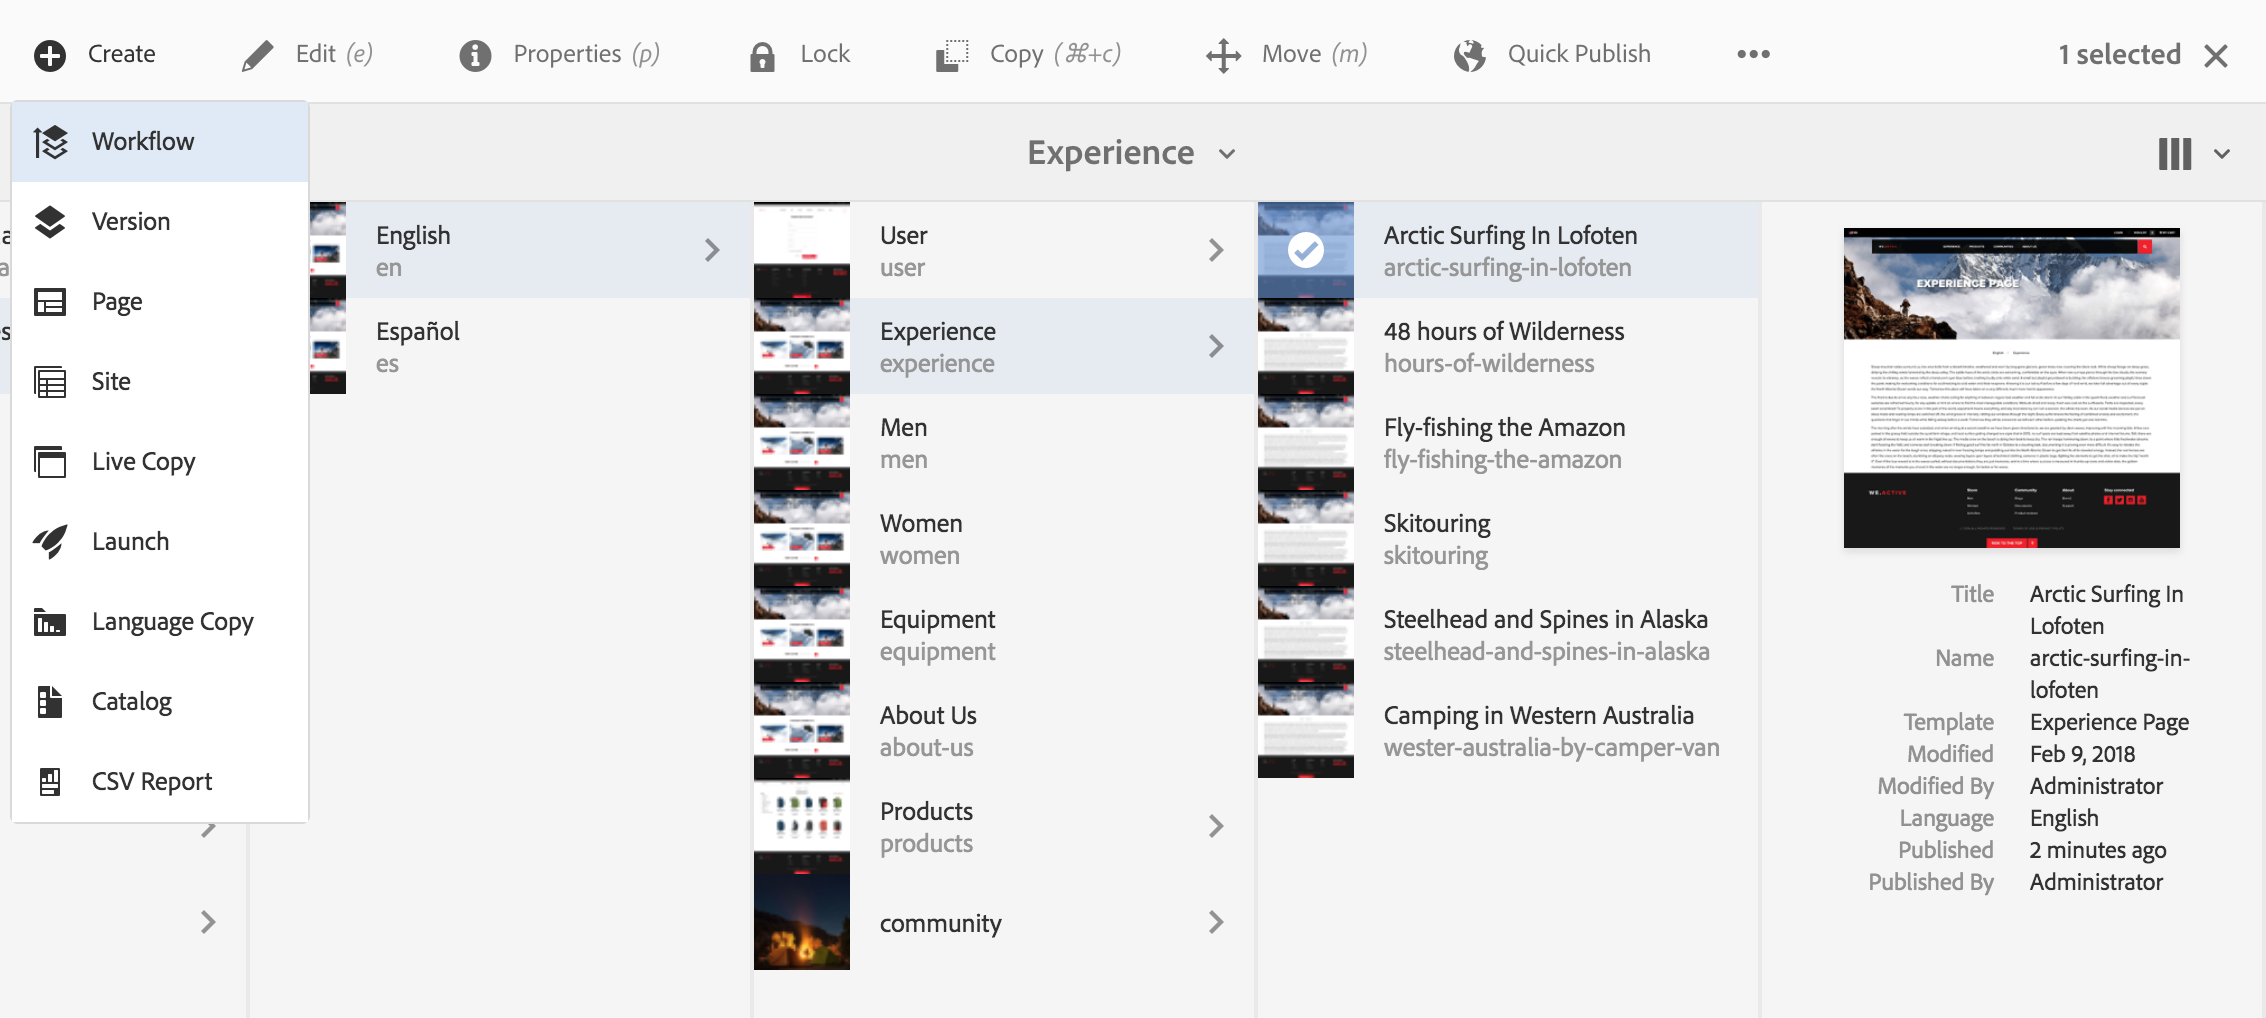 Create
Edit (e)
Properties (p)
Lock
Copy (⌘+c)
Move (m)
Quick Publish
1 selected
Workflow
Version
Page
Site
Live Copy
Launch
Language Copy
Catalog
CSV Report
Experience
English
en
Español
es
User
user
Experience
experience
Men
men
Women
women
Equipment
equipment
About Us
about-us
Products
products
community
Arctic Surfing In Lofoten
arctic-surfing-in-lofoten
48 hours of Wilderness
hours-of-wilderness
Fly-fishing the Amazon
fly-fishing-the-amazon
Skitouring
skitouring
Steelhead and Spines in Alaska
steelhead-and-spines-in-alaska
Camping in Western Australia
wester-australia-by-camper-van
EXPERIENCE PAGE
WE.ACTIVE
Title Arctic Surfing In
Lofoten
Name arctic-surfing-in-
lofoten
Template Experience Page
Modified Feb 9, 2018
Modified By Administrator
Language English
Published 2 minutes ago
Published By Administrator